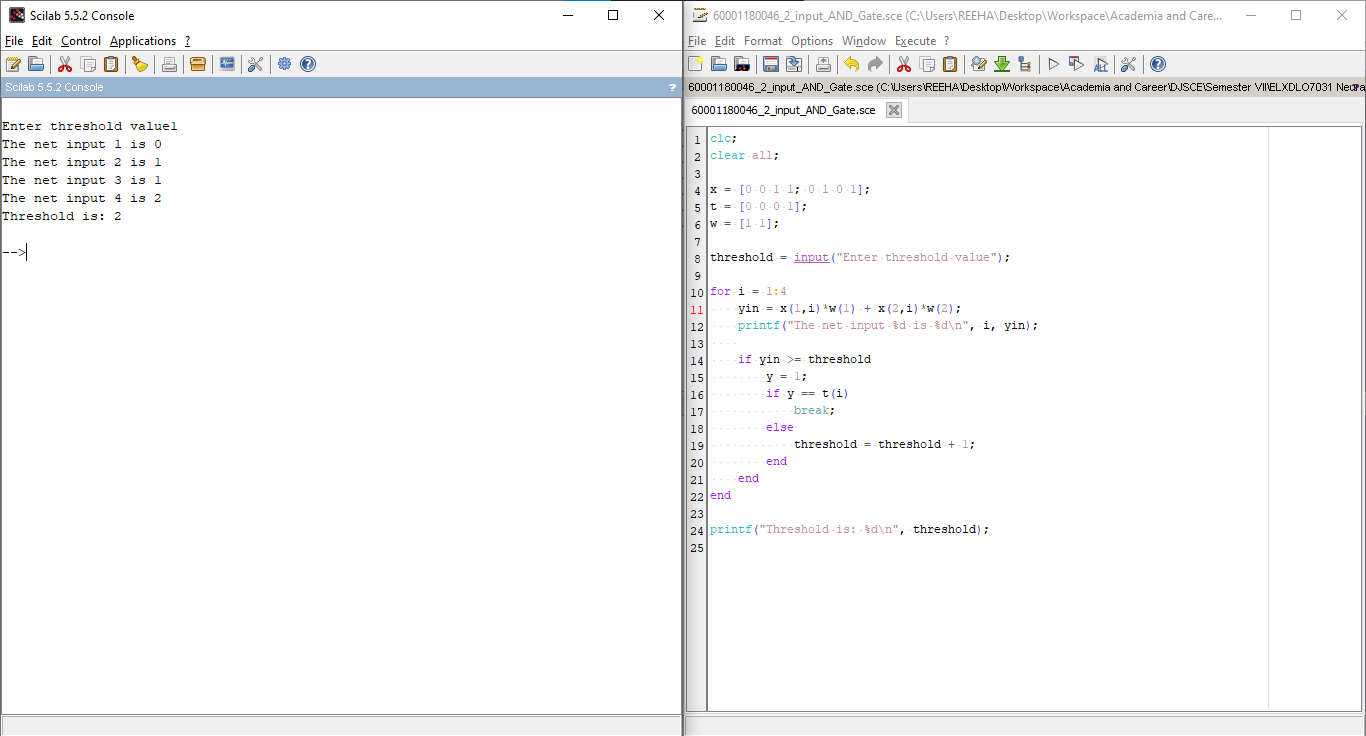 Scilab 5.5.2 Console
File Edit Control Applications ?
Scilab 5.5.2 Console ?
Enter threshold value1
The net input 1 is 0
The net input 2 is 1
The net input 3 is 1
The net input 4 is 2
Threshold is: 2
-->
60001180046_2_input_AND_Gate.sce (C:\Users\REEHA\Desktop\Workspace\Academia and Care...
File Edit Format Options Window Execute ?
60001180046_2_input_AND_Gate.sce (C:\Users\REEHA\Desktop\Workspace\Academia and Career\DJSCE\Semester VII\ELXDLO7031 Neura
60001180046_2_input_AND_Gate.sce
1 clc;
2 clear all;
3
4 x = [0 0 1 1; 0 1 0 1];
5 t = [0 0 0 1];
6 w = [1 1];
7
8 threshold = input("Enter threshold value");
9
10 for i = 1:4
11 yin = x(1,i)*w(1) + x(2,i)*w(2);
12 printf("The net input %d is %d\n", i, yin);
13
14 if yin >= threshold
15 y = 1;
16 if y == t(i)
17 break;
18 else
19 threshold = threshold + 1;
20 end
21 end
22 end
23
24 printf("Threshold is: %d\n", threshold);
25